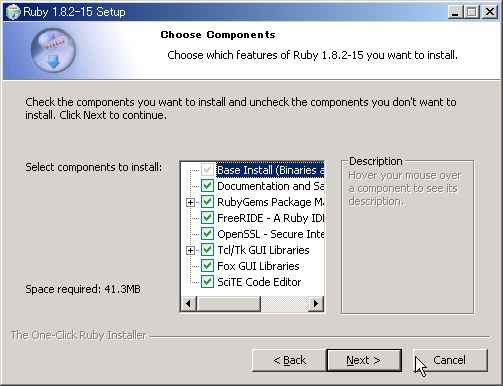 Ruby 1.8.2-15 Setup
Choose Components
Choose which features of Ruby 1.8.2-15 you want to install.
Check the components you want to install and uncheck the components you don't want to
install. Click Next to continue.
Select components to install:
Base Install (Binaries a
Documentation and Sa
RubyGems Package Ma
FreeRIDE - A Ruby IDE
OpenSSL - Secure Inte
Tcl/Tk GUI Libraries
Fox GUI Libraries
SciTE Code Editor
Description
Hover your mouse over
a component to see its
description.
Space required: 41.3MB
The One-Click Ruby Installer
< Back
Next >
Cancel